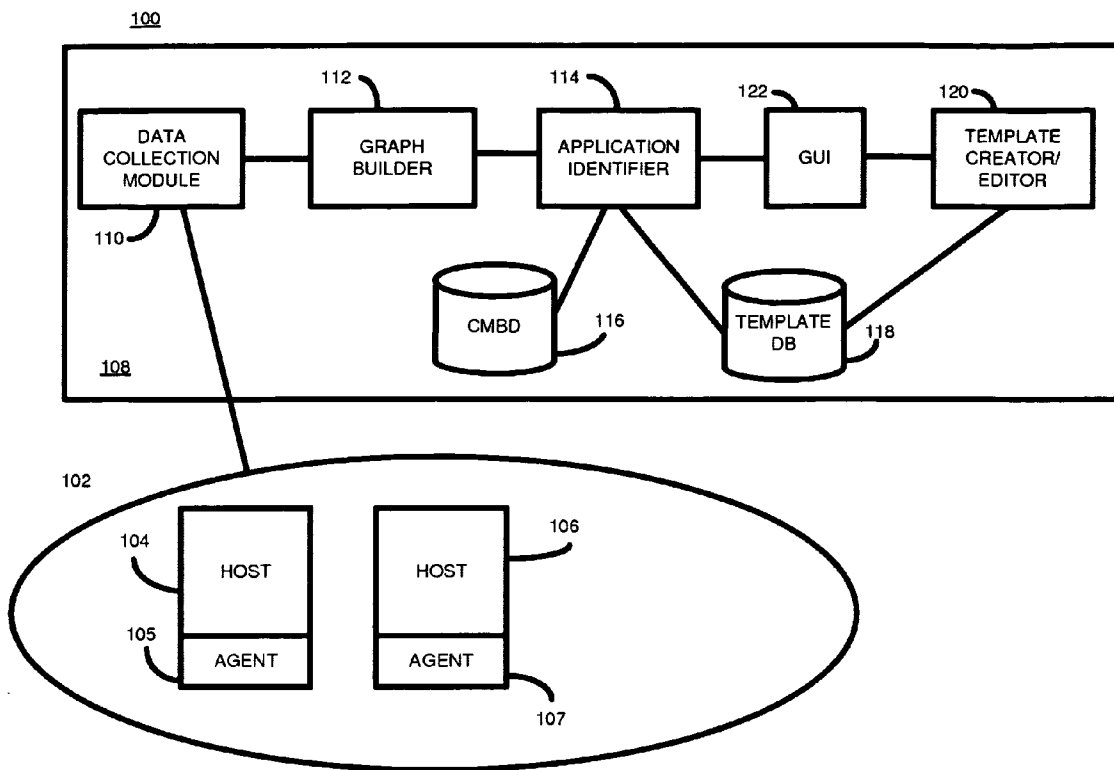 100
112
114
122
120
DATA
COLLECTION
MODULE
GRAPH
BUILDER
APPLICATION
IDENTIFIER
GUI
TEMPLATE
CREATOR/
EDITOR
110
CMBD
116
TEMPLATE
DB
118
108
102
104
HOST
105
AGENT
106
HOST
AGENT
107